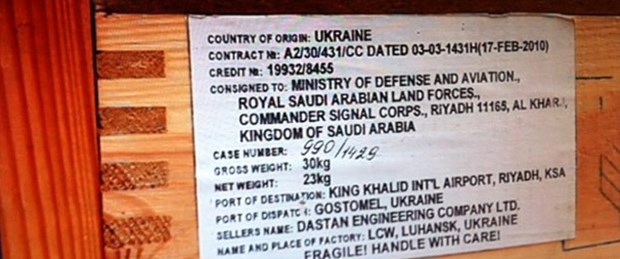 COUNTRY OF ORIGIN: UKRAINE
CONTRACT №: A2/30/431/CC DATED 03-03-1431H(17-FEB-2010)
CREDIT №: 19932/8455
CONSIGNED TO: MINISTRY OF DEFENSE AND AVIATION.,
ROYAL SAUDI ARABIAN LAND FORCES.,
COMMANDER SIGNAL CORPS., RIYADH 11165, AL KHARJ,
KINGDOM OF SAUDI ARABIA
CASE NUMBER: 990/1429
GROSS WEIGHT: 30kg
NET WEIGHT: 23kg
PORT OF DESTINATION: KING KHALID INT'L AIRPORT, RIYADH, KSA
PORT OF DISPATCH: GOSTOMEL, UKRAINE
SELLERS NAME: DASTAN ENGINEERING COMPANY LTD.
NAME AND PLACE OF FACTORY: LCW, LUHANSK, UKRAINE
FRAGILE! HANDLE WITH CARE!